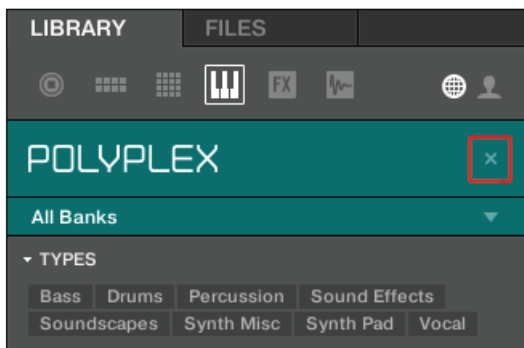 LIBRARY FILES
FX
POLYPLEX ×
All Banks
TYPES
Bass Drums Percussion Sound Effects
Soundscapes Synth Misc Synth Pad Vocal